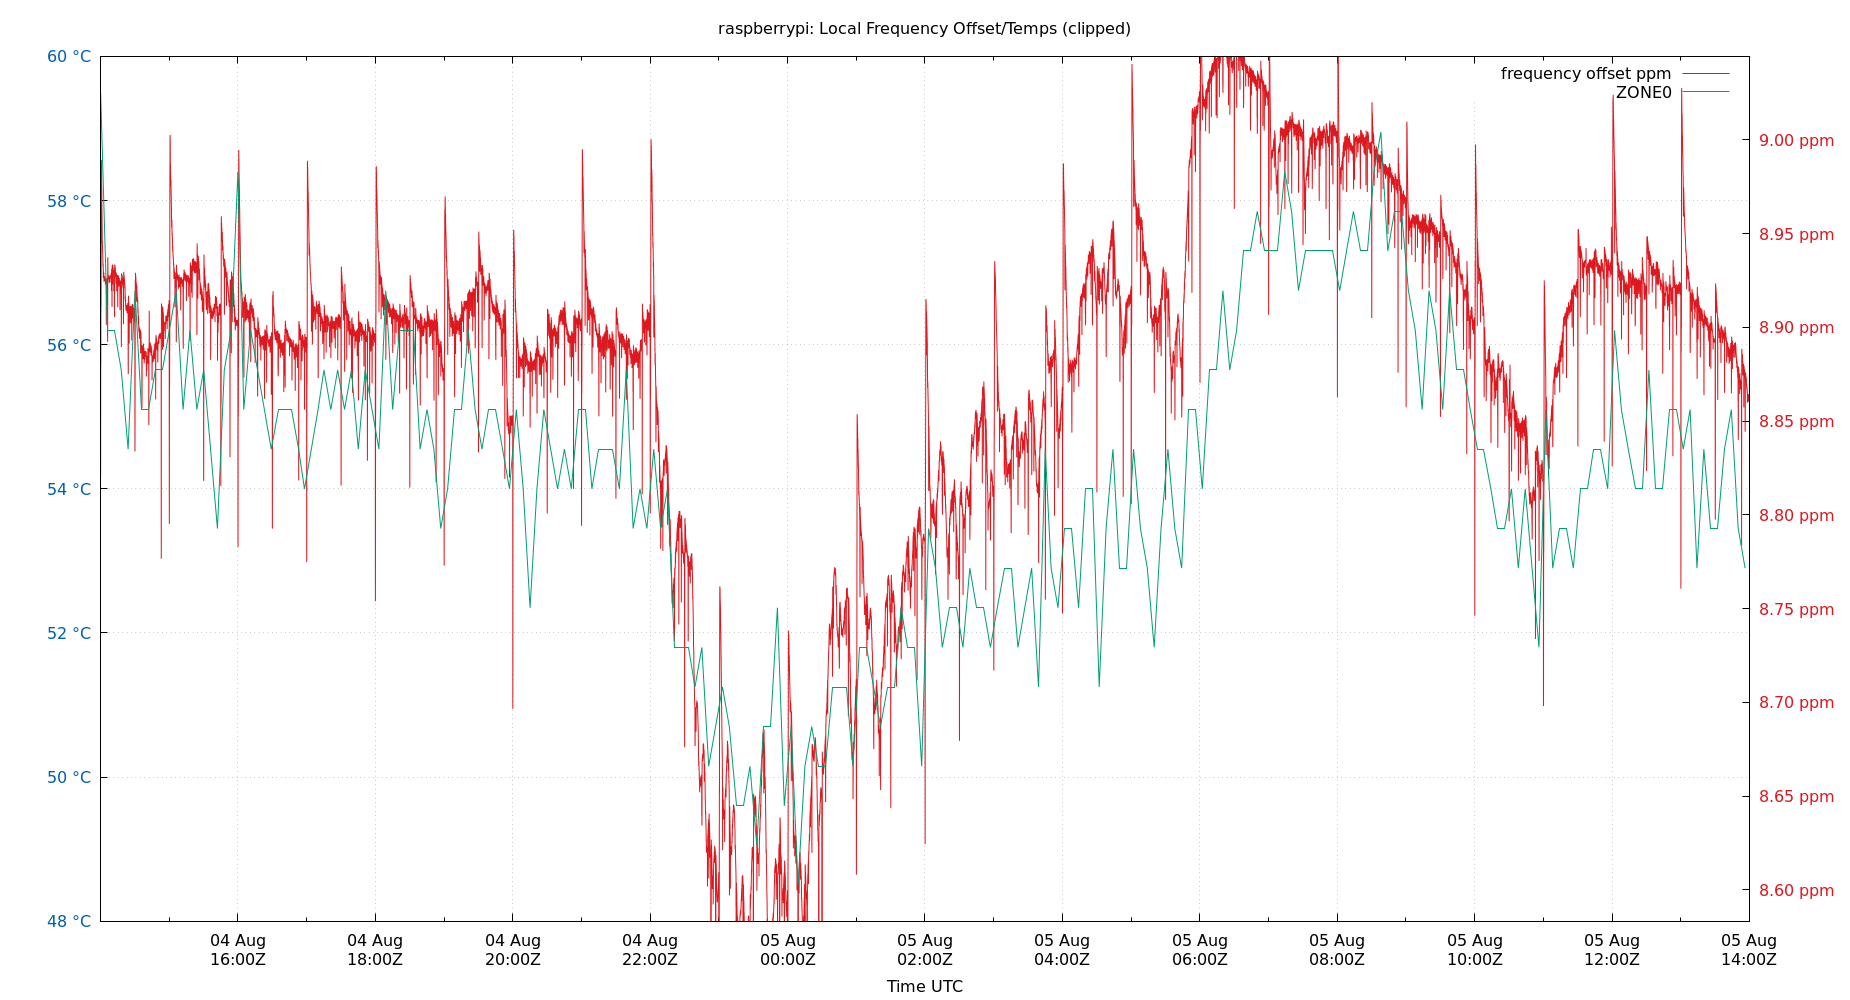 raspberrypi: Local Frequency Offset/Temps (clipped)
60 °C
58 °C
56 °C
54 °C
52 °C
50 °C
48 °C
frequency offset ppm
ZONE0
9.00 ppm
8.95 ppm
8.90 ppm
8.85 ppm
8.80 ppm
8.75 ppm
8.70 ppm
8.65 ppm
8.60 ppm
04 Aug 04 Aug 04 Aug 04 Aug 05 Aug 05 Aug 05 Aug 05 Aug 05 Aug 05 Aug 05 Aug 05 Aug
16:00Z 18:00Z 20:00Z 22:00Z 00:00Z 02:00Z 04:00Z 06:00Z 08:00Z 10:00Z 12:00Z 14:00Z
Time UTC